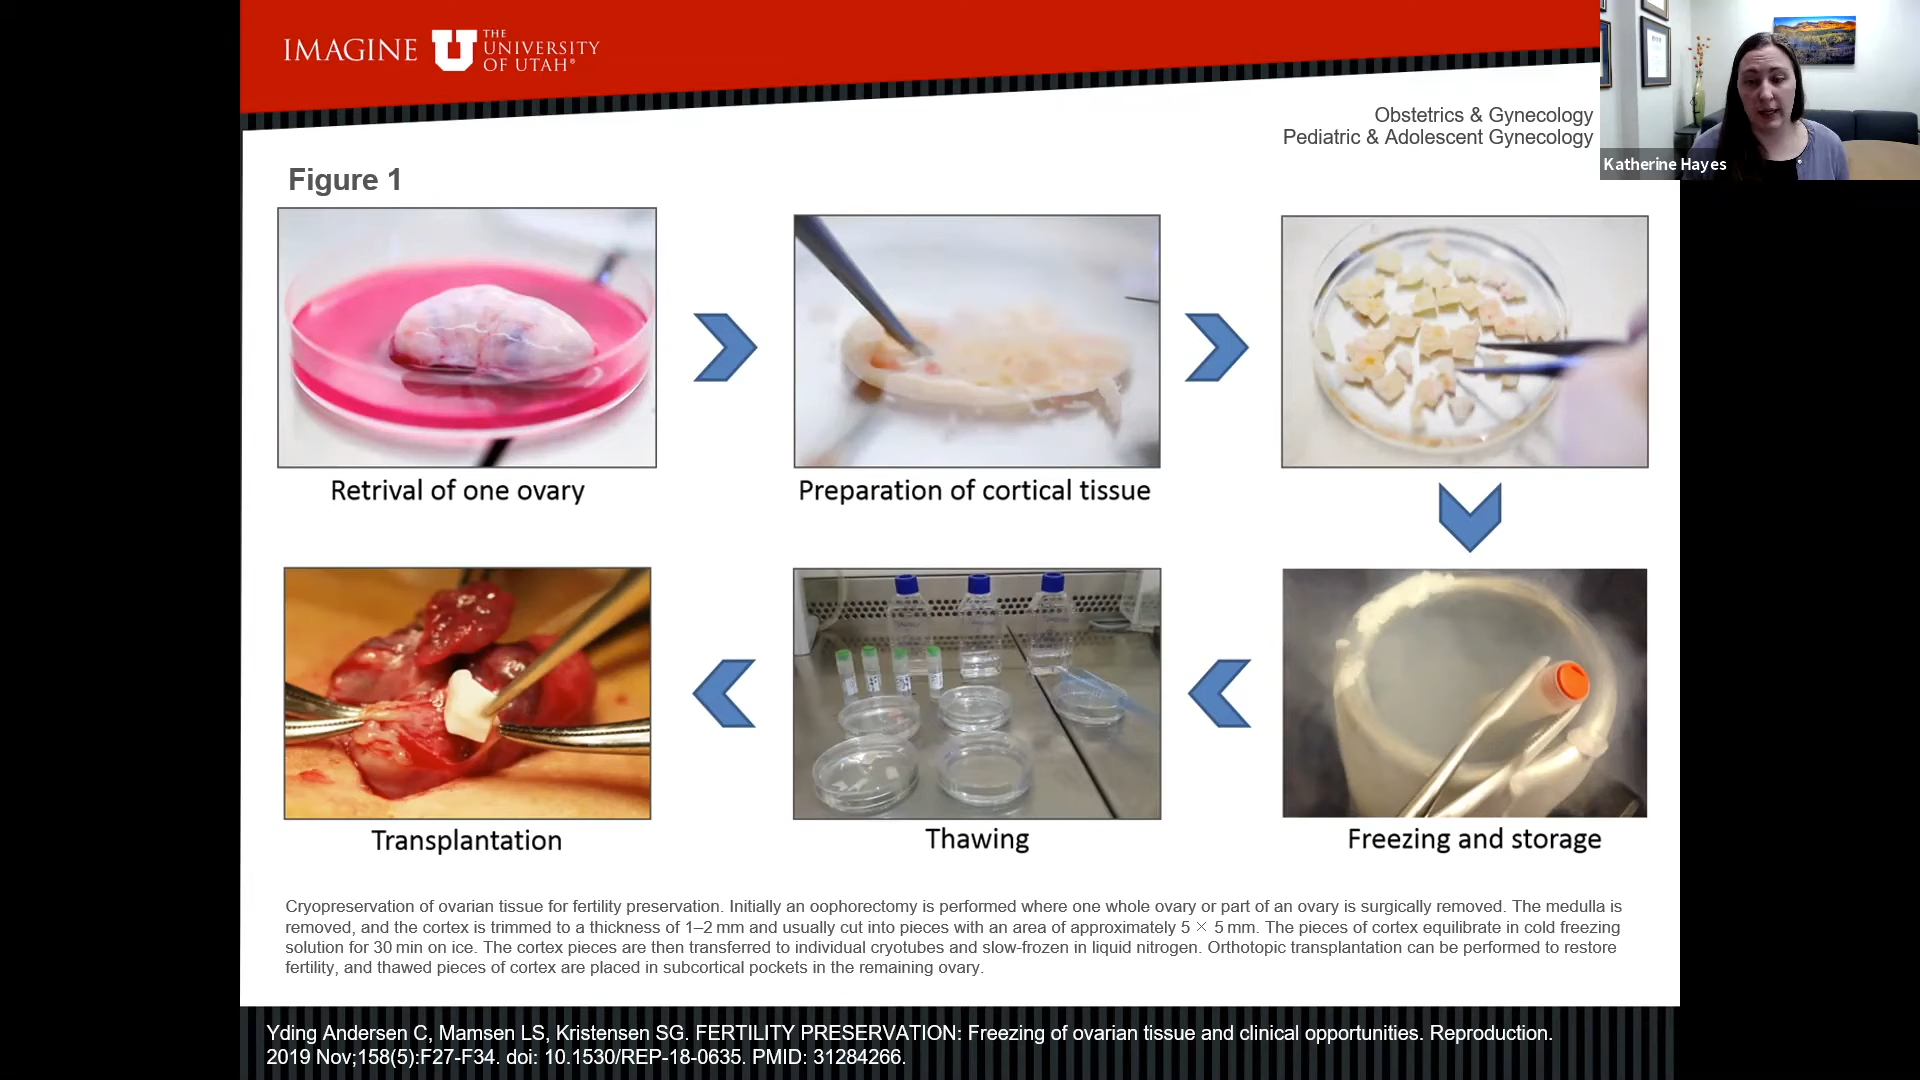 IMAGINE
THE
UNIVERSITY
OF UTAH®
Obstetrics & Gynecology
Pediatric & Adolescent Gynecology
Katherine Hayes
Figure 1
Retrival of one ovary
Preparation of cortical tissue
Transplantation
Thawing
Freezing and storage
Cryopreservation of ovarian tissue for fertility preservation. Initially an oophorectomy is performed where one whole ovary or part of an ovary is surgically removed. The medulla is
removed, and the cortex is trimmed to a thickness of 1–2 mm and usually cut into pieces with an area of approximately 5 × 5 mm. The pieces of cortex equilibrate in cold freezing
solution for 30 min on ice. The cortex pieces are then transferred to individual cryotubes and slow-frozen in liquid nitrogen. Orthotopic transplantation can be performed to restore
fertility, and thawed pieces of cortex are placed in subcortical pockets in the remaining ovary.
Yding Andersen C, Mamsen LS, Kristensen SG. FERTILITY PRESERVATION: Freezing of ovarian tissue and clinical opportunities. Reproduction.
2019 Nov;158(5):F27-F34. doi: 10.1530/REP-18-0635. PMID: 31284266.